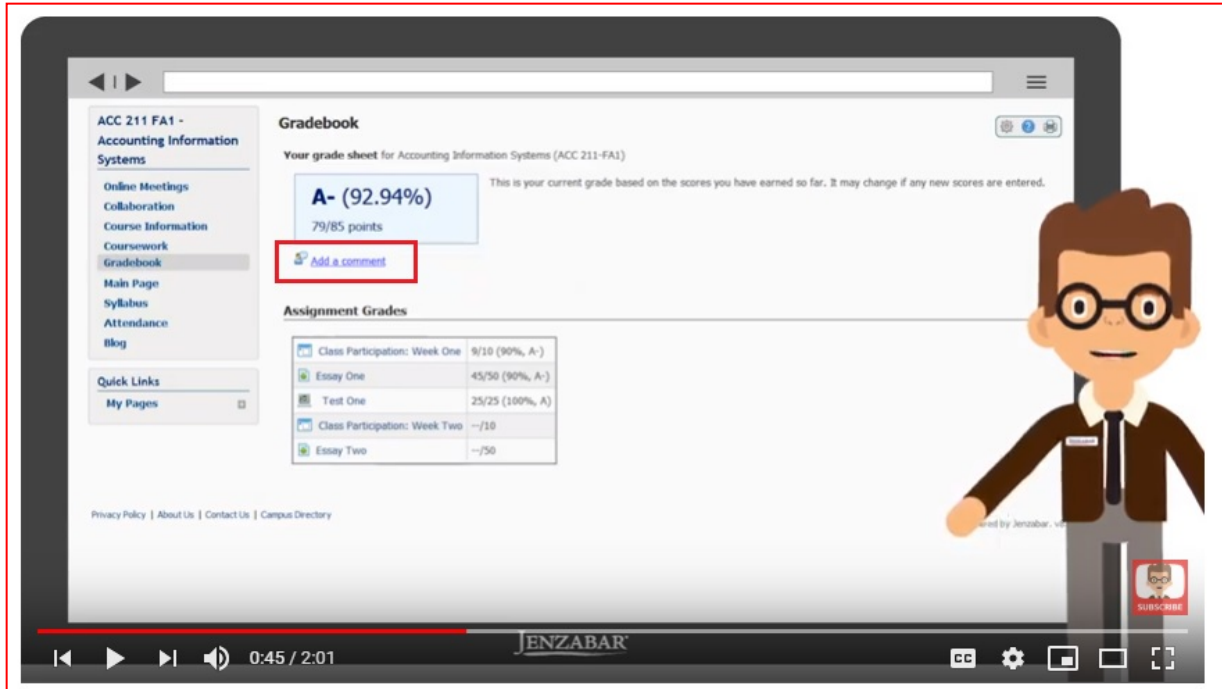 ACC 211 FA1 -
Accounting Information
Systems
Online Meetings
Collaboration
Course Information
Coursework
Gradebook
Main Page
Syllabus
Attendance
Blog
Quick Links
My Pages
Gradebook
Your grade sheet for Accounting Information Systems (ACC 211-FA1)
A- (92.94%)
79/85 points
This is your current grade based on the scores you have earned so far. It may change if any new scores are entered.
Add a comment
Assignment Grades
Class Participation: Week One 9/10 (90%, A-)
Essay One 45/50 (90%, A-)
Test One 25/25 (100%, A)
Class Participation: Week Two --/10
Essay Two --/50
Privacy Policy | About Us | Contact Us | Campus Directory
by Jenzabar.
SUBSCRIBE
JENZABAR
0:45 / 2:01
CC